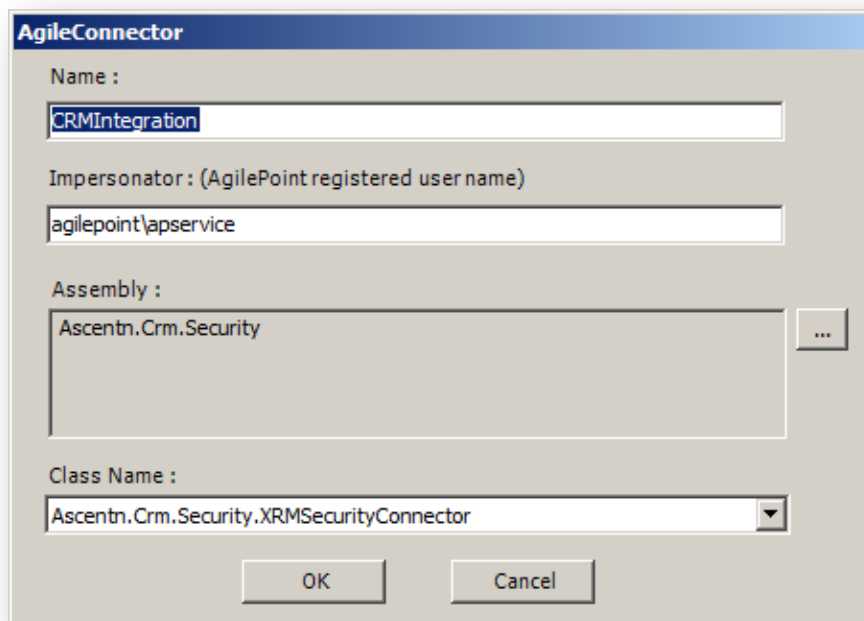 AgileConnector
Name :
CRMIntegration
Impersonator : (AgilePoint registered user name)
agilepoint\apservice
Assembly :
Ascentn.Crm.Security
...
Class Name :
Ascentn.Crm.Security.XRMSecurityConnector
OK Cancel